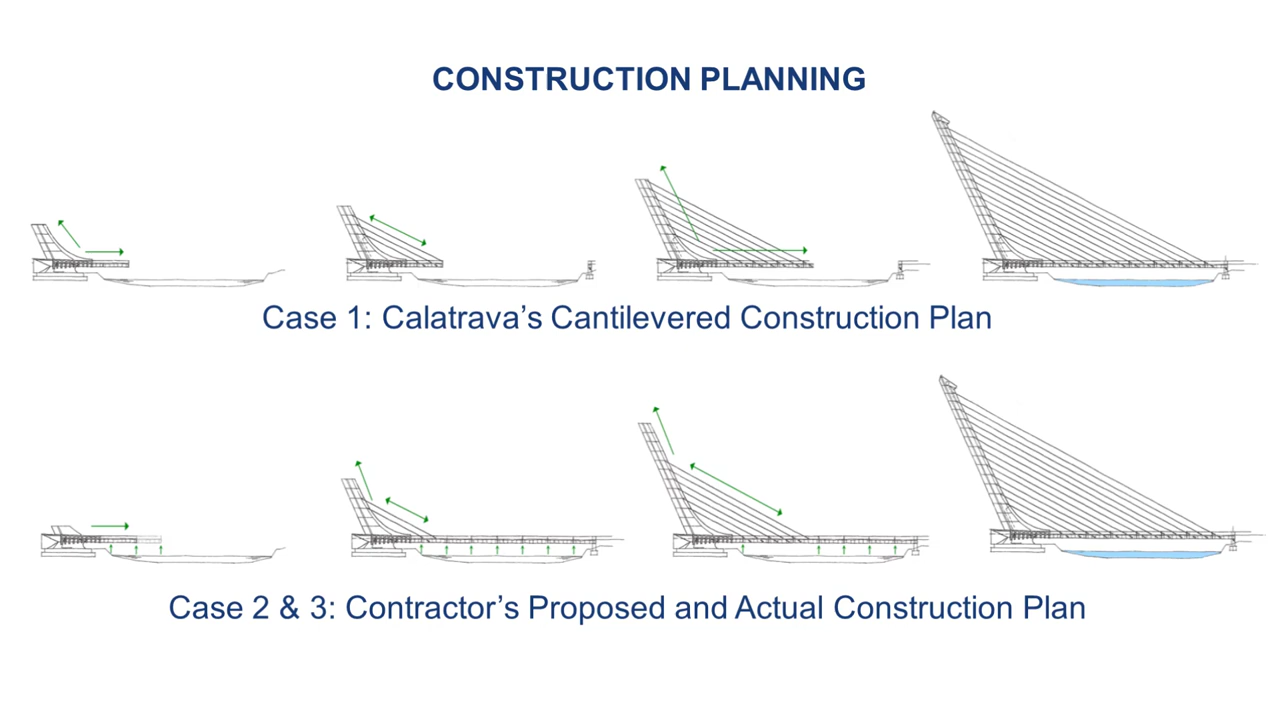 CONSTRUCTION PLANNING
Case 1: Calatrava’s Cantilevered Construction Plan
Case 2 & 3: Contractor’s Proposed and Actual Construction Plan